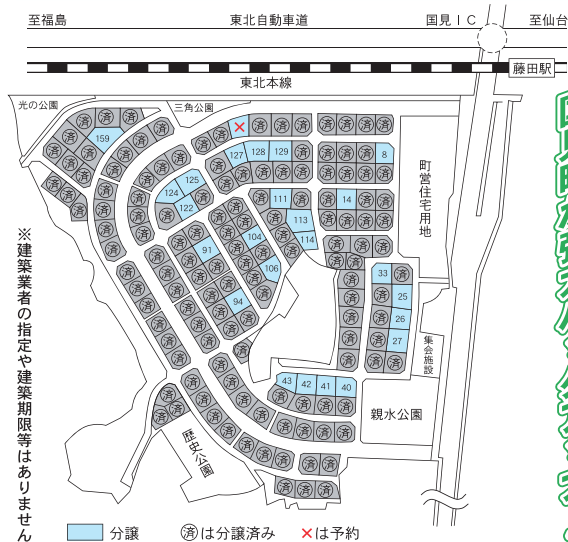 至福島
東北自動車道
国見IC
至仙台
藤田駅
東北本線
光の公園
三角公園
159
×
127
128
129
8
町営住宅用地
125
124
122
111
14
113
114
104
91
106
94
33
25
26
27
集会施設
43
42
41
40
親水公園
歴史公園
※建築業者の指定や建築期限等はありません
分譲
済は分譲済み
×は予約